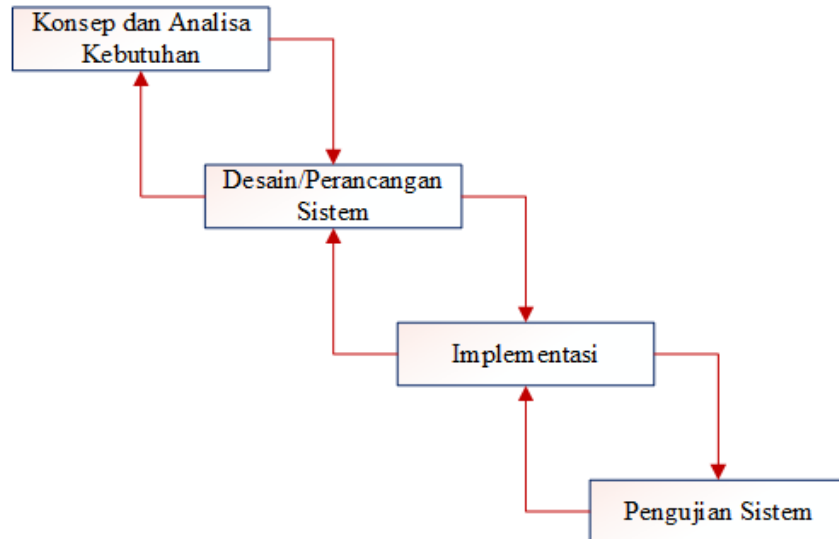 Konsep dan Analisa
Kebutuhan
Desain/Perancangan
Sistem
Implementasi
Pengujian Sistem